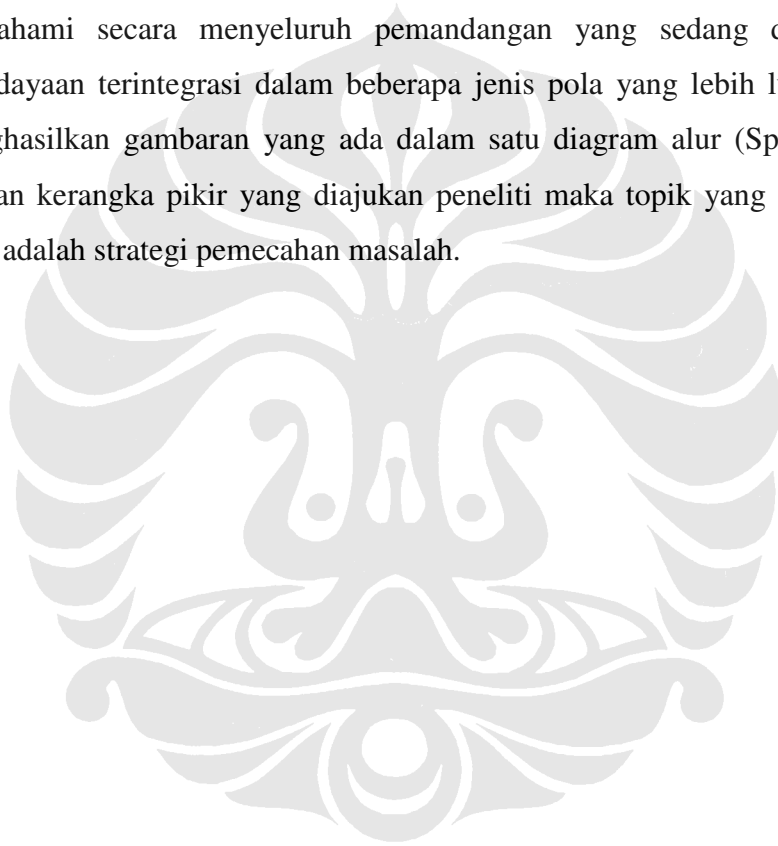 ahami secara menyeluruh pemandangan yang sedang d
dayaan terintegrasi dalam beberapa jenis pola yang lebih l
ghasilkan gambaran yang ada dalam satu diagram alur (Sp
an kerangka pikir yang diajukan peneliti maka topik yang
adalah strategi pemecahan masalah.